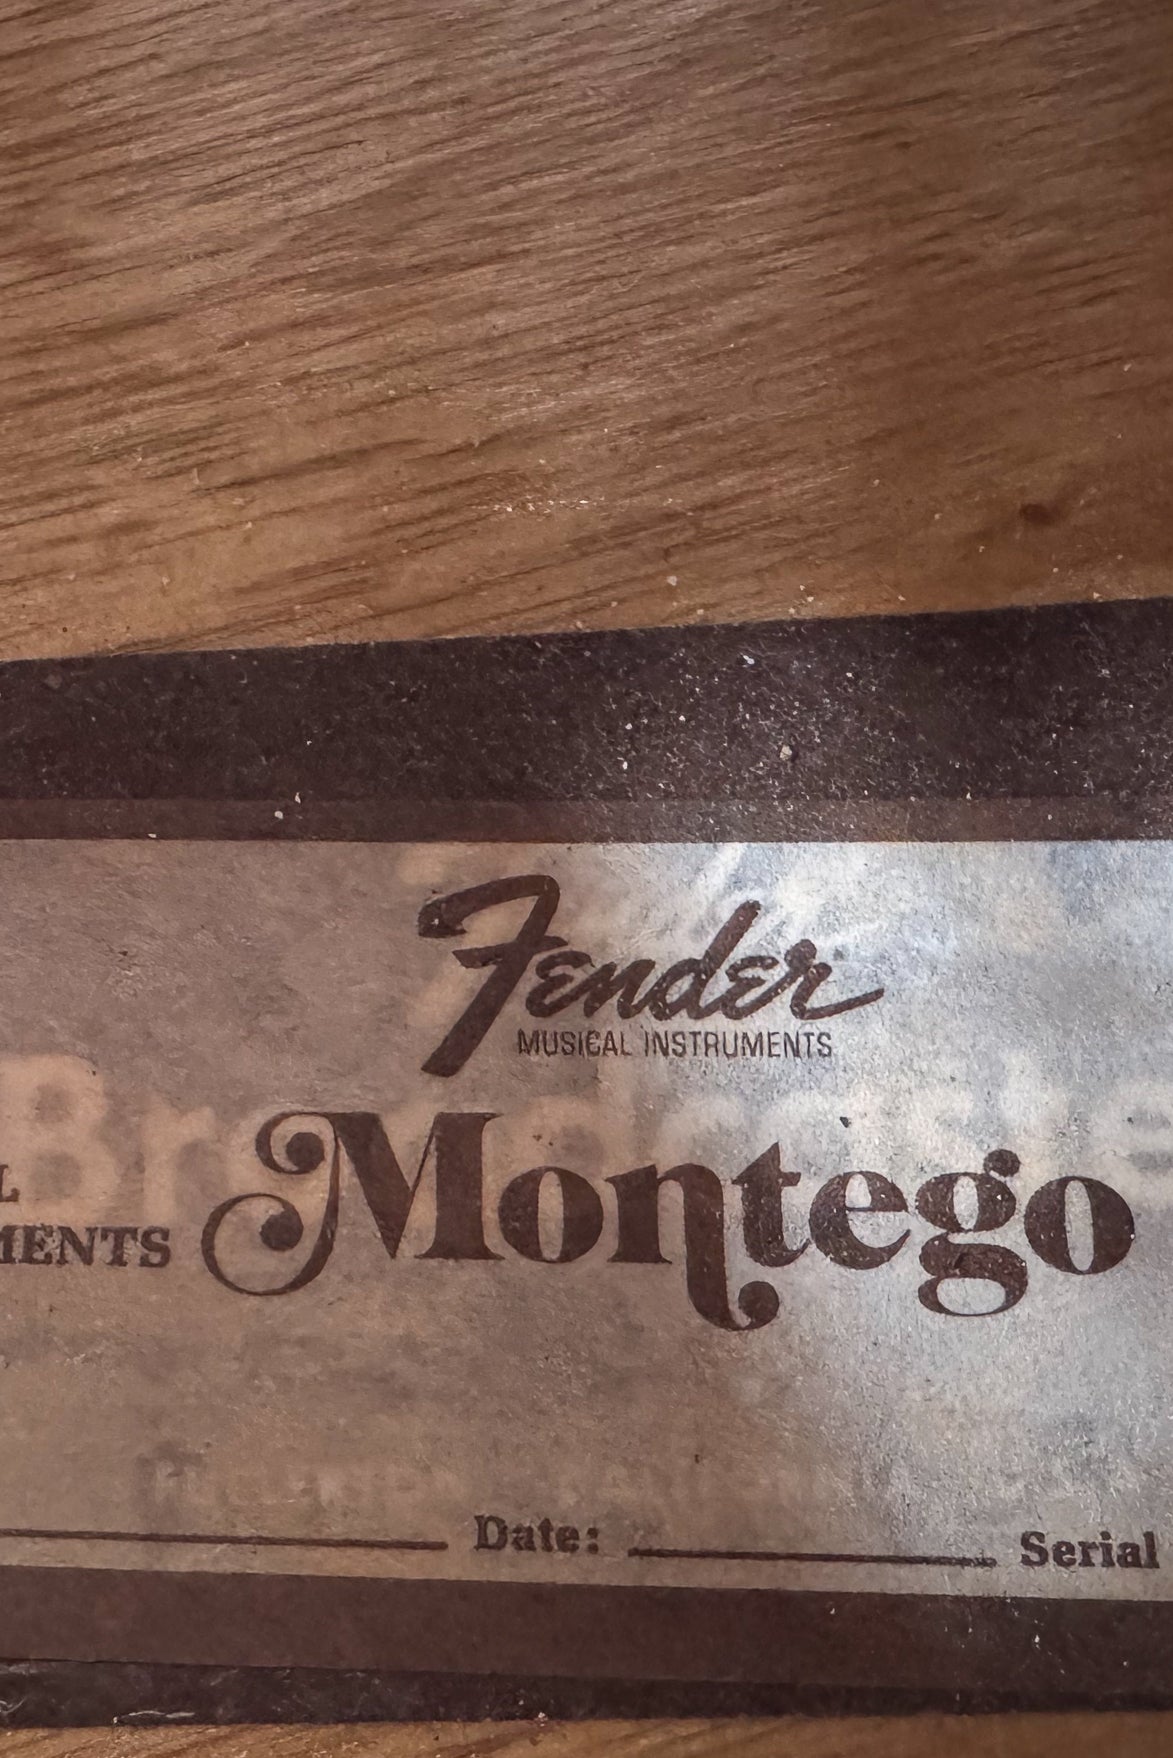 Fender
MUSICAL INSTRUMENTS
Montego
MENTS
Date:
Serial